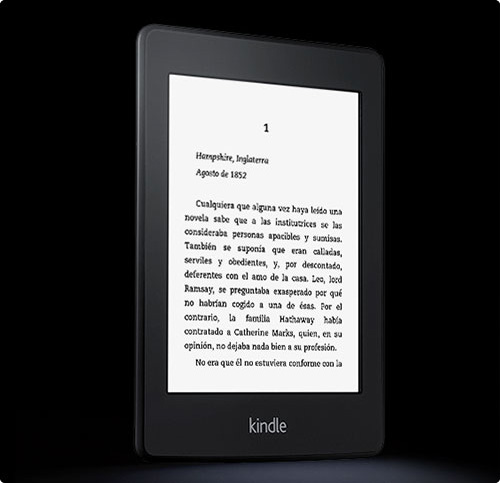 1
Hampshire, Inglaterra
Agosto de 1852
Cualquiera que alguna vez haya leído una
novela sabe que a las institutrices se las
consideraba personas apacibles y sumisas.
También se suponía que eran calladas,
serviles y obedientes, y, por descontado,
deferentes con el amo de la casa. Leo, lord
Ramsay, se preguntaba exasperado por qué
no habrían cogido a una de ésas. Por el
contrario, la familia Hathaway había
contratado a Catherine Marks, quien, en su
opinión, no dejaba nada bien a su profesión.
No era que él no estuviera conforme con la
kindle